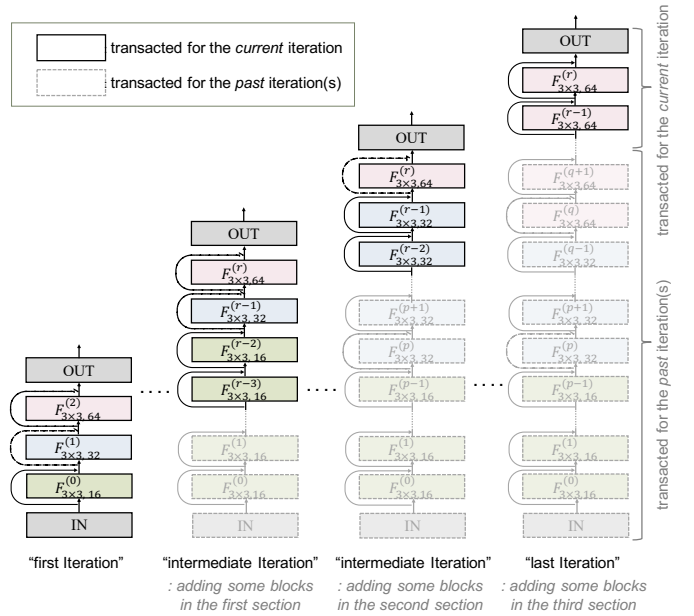 transacted for the current iteration
transacted for the past iteration(s)
OUT
F^{(2)}_{3×3, 64}
F^{(1)}_{3×3, 32}
F^{(0)}_{3×3, 16}
IN
"first Iteration"
OUT
F^{(r)}_{3×3, 64}
F^{(r−1)}_{3×3, 32}
F^{(r−2)}_{3×3, 16}
F^{(r−3)}_{3×3, 16}
F^{(1)}_{3×3, 16}
F^{(0)}_{3×3, 16}
IN
"intermediate Iteration"
: adding some blocks
in the first section
OUT
F^{(r)}_{3×3, 64}
F^{(r−1)}_{3×3, 32}
F^{(r−2)}_{3×3, 32}
F^{(p+1)}_{3×3, 32}
F^{(p)}_{3×3, 32}
F^{(p−1)}_{3×3, 16}
F^{(1)}_{3×3, 16}
F^{(0)}_{3×3, 16}
IN
"intermediate Iteration"
: adding some blocks
in the second section
OUT
F^{(r)}_{3×3, 64}
F^{(r−1)}_{3×3, 64}
F^{(q+1)}_{3×3, 64}
F^{(q)}_{3×3, 64}
F^{(q−1)}_{3×3, 32}
F^{(p+1)}_{3×3, 32}
F^{(p)}_{3×3, 32}
F^{(p−1)}_{3×3, 16}
F^{(1)}_{3×3, 16}
F^{(0)}_{3×3, 16}
IN
"last Iteration"
: adding some blocks
in the third section
transacted for the current iteration
transacted for the past iteration(s)